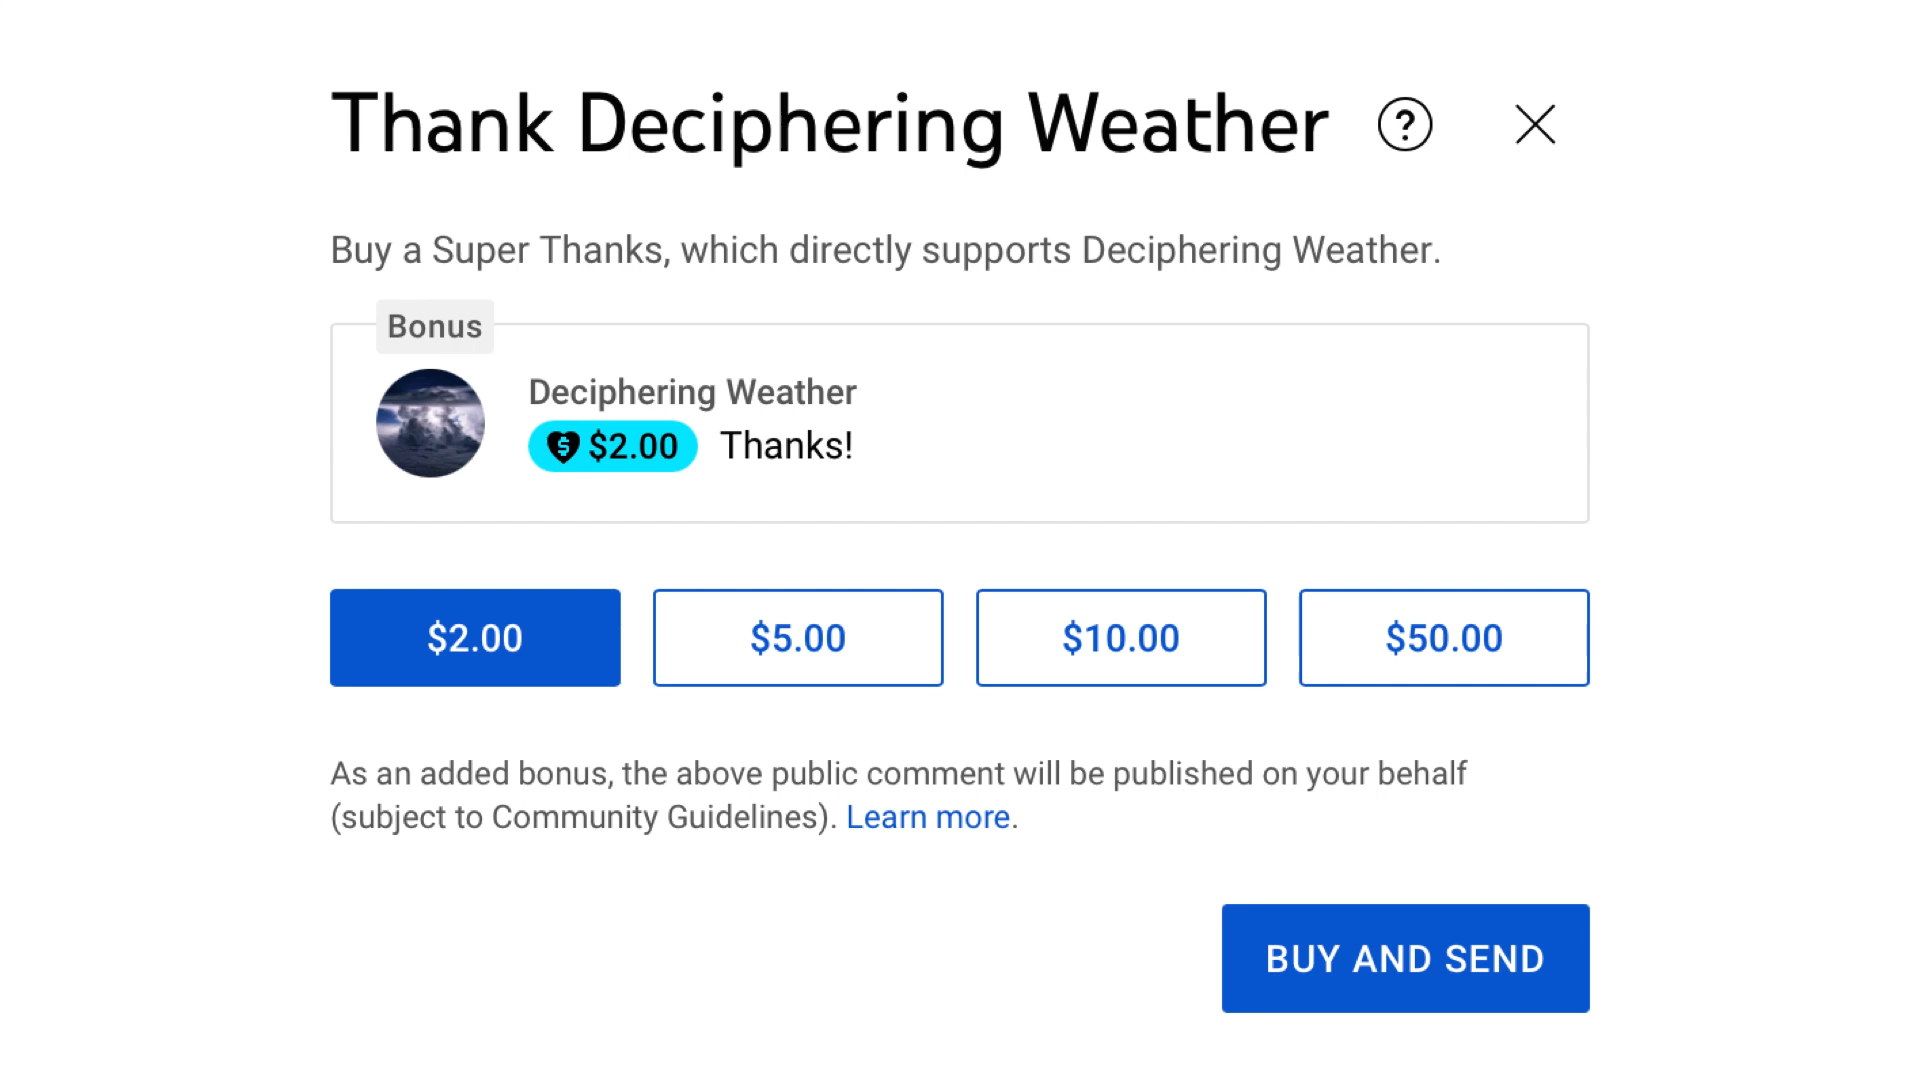 Thank Deciphering Weather ?
Buy a Super Thanks, which directly supports Deciphering Weather.
Bonus
Deciphering Weather
$ $2.00 Thanks!
$2.00 $5.00 $10.00 $50.00
As an added bonus, the above public comment will be published on your behalf
(subject to Community Guidelines). Learn more.
BUY AND SEND